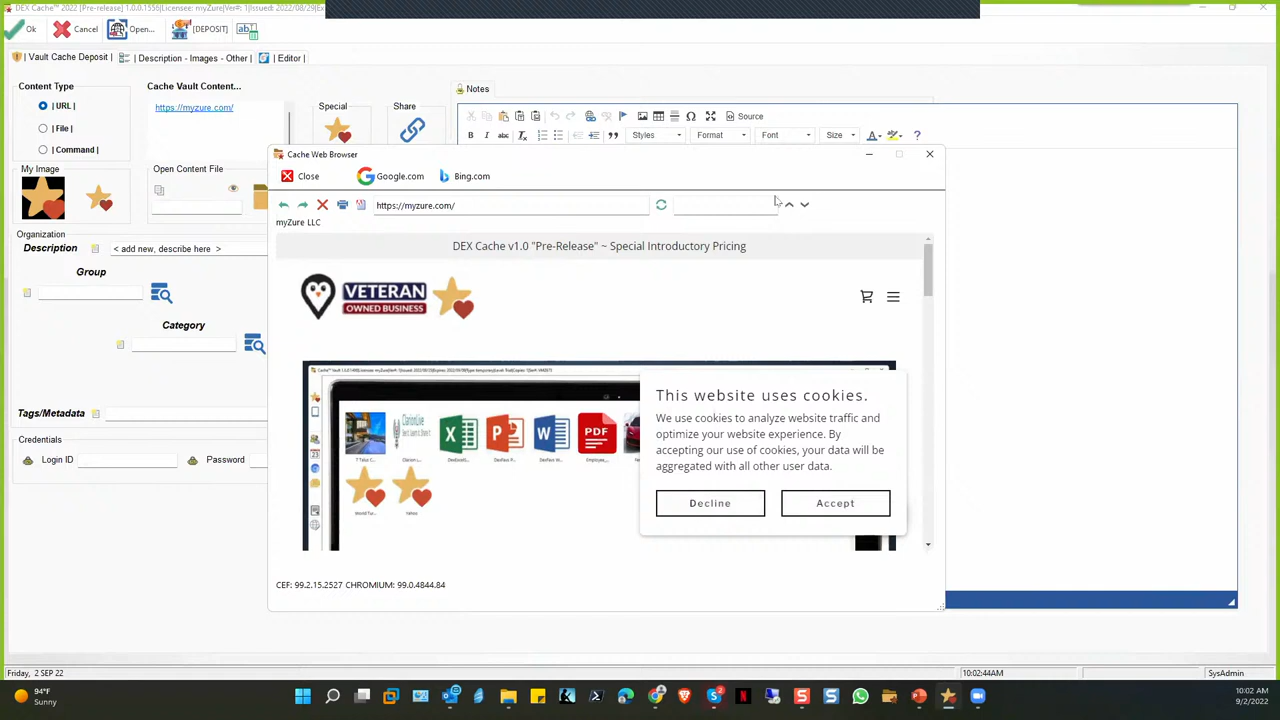 DEX Cache™ 2022 [Pre-release] 1.0.0.1556|Licensee: myZure|Ver#: 1|Issued: 2022/08/29|Ex
Ok
Cancel
Open...
[DEPOSIT]
| Vault Cache Deposit |
| Description - Images - Other |
| Editor |
Content Type
| URL |
| File |
| Command |
Cache Vault Content...
https://myzure.com/
Special
Share
Notes
Source
B I abc
Styles
Format
Font
Size
A
?
My Image
Open Content File
Organization
Description
< add new, describe here >
Group
Category
Tags/Metadata
Credentials
Login ID
Password
Cache Web Browser
Close
Google.com
Bing.com
https://myzure.com/
myZure LLC
DEX Cache v1.0 "Pre-Release" ~ Special Introductory Pricing
VETERAN
OWNED BUSINESS
PDF
This website uses cookies.
We use cookies to analyze website traffic and
optimize your website experience. By
accepting our use of cookies, your data will be
aggregated with all other user data.
Decline
Accept
CEF: 99.2.15.2527 CHROMIUM: 99.0.4844.84
Friday, 2 SEP 22
10:02:44AM
SysAdmin
94°F
Sunny
10:02 AM
9/2/2022